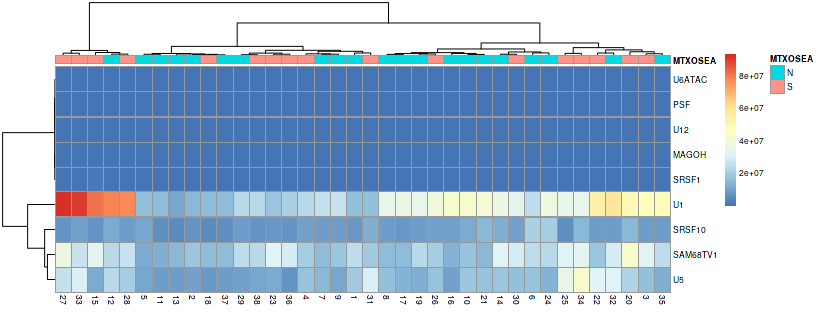 MTXOSEA
U6ATAC
PSF
U12
MAGOH
SRSF1
U1
SRSF10
SAM68TV1
U5
27 33 15 12 28 5 11 13 2 18 37 29 38 23 36 4 7 9 1 31 8 17 19 26 16 10 21 14 30 6 24 25 34 22 32 20 3 35
8e+07
6e+07
4e+07
2e+07
MTXOSEA
N
S